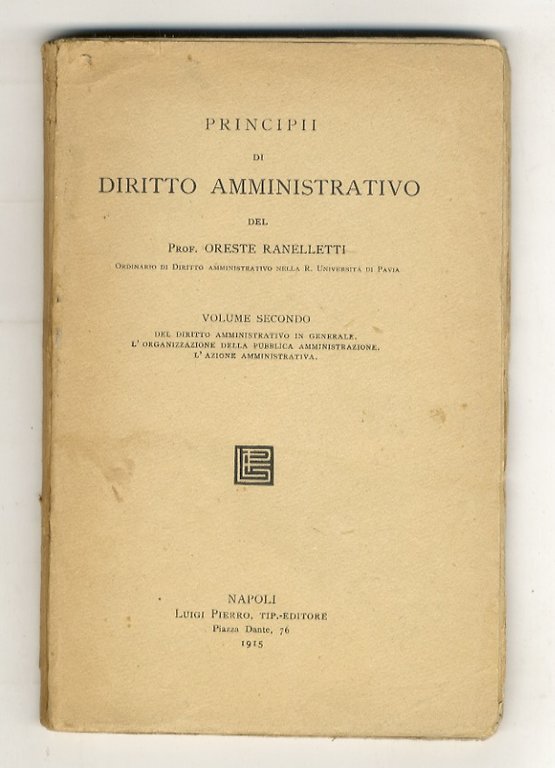 PRINCIPII
DI
DIRITTO AMMINISTRATIVO
DEL
PROF. ORESTE RANELLETTI
ORDINARIO DI DIRITTO AMMINISTRATIVO NELLA R. UNIVERSITÀ DI PAVIA
VOLUME SECONDO
DEL DIRITTO AMMINISTRATIVO IN GENERALE.
L'ORGANIZZAZIONE DELLA PUBBLICA AMMINISTRAZIONE.
L'AZIONE AMMINISTRATIVA.
NAPOLI
LUIGI PIERRO, TIP.-EDITORE
Piazza Dante, 76
1915